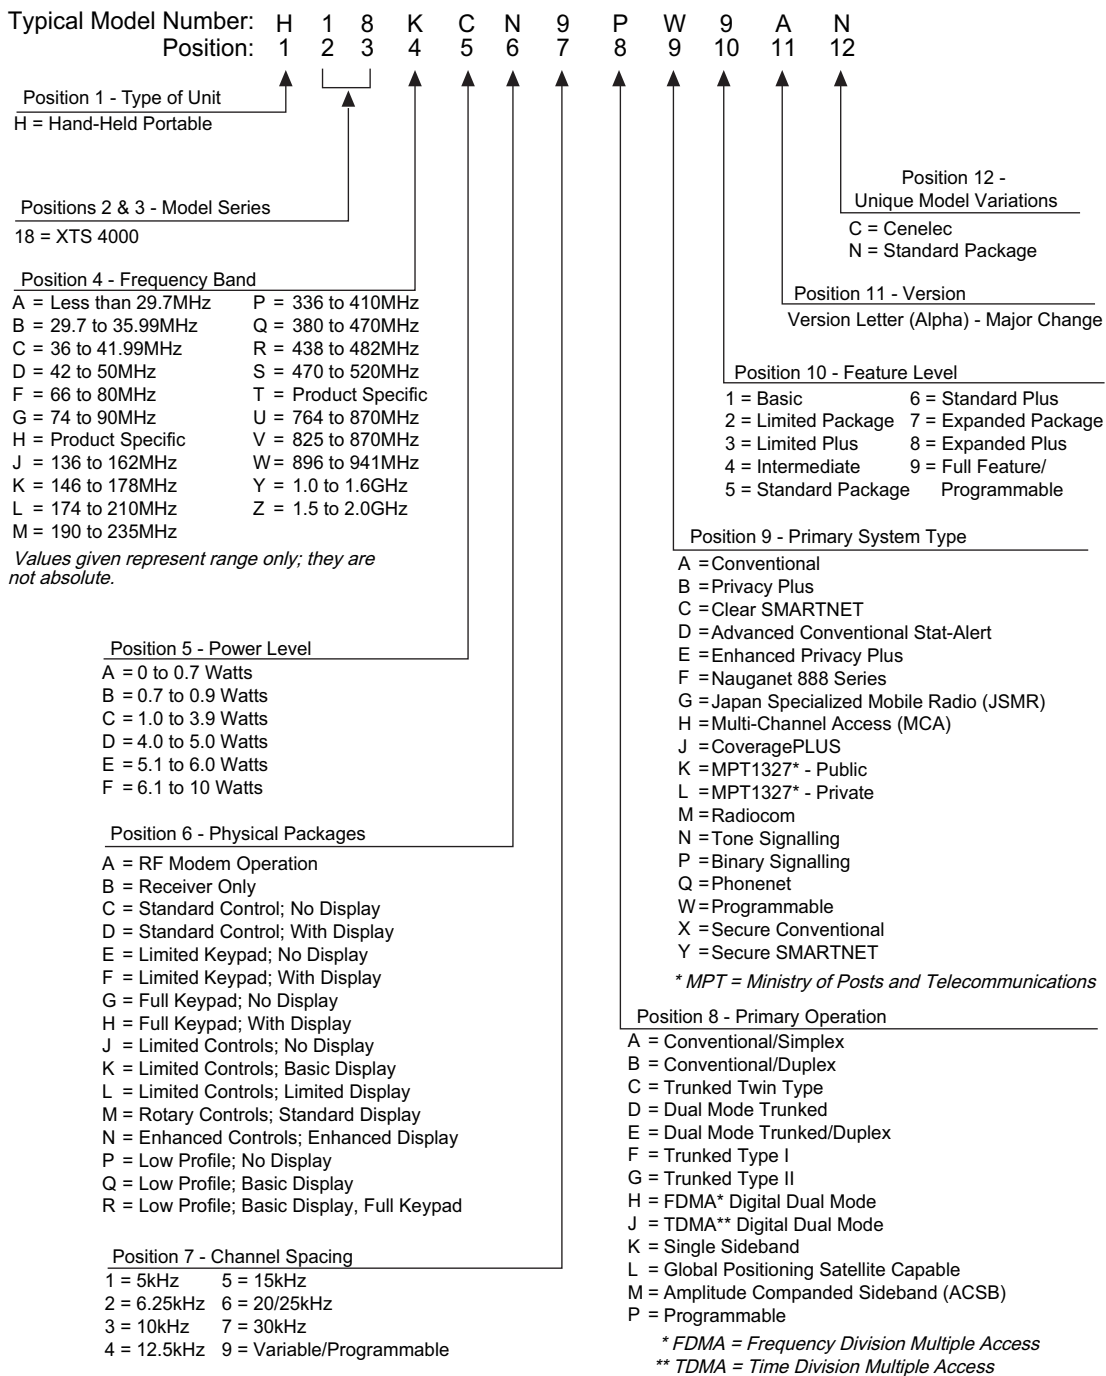 Typical Model Number: H 1 8 K C N 9 P W 9 A N
Position: 1 2 3 4 5 6 7 8 9 10 11 12
Position 1 - Type of Unit
H = Hand-Held Portable
Positions 2 & 3 - Model Series
18 = XTS 4000
Position 4 - Frequency Band
A = Less than 29.7MHz
B = 29.7 to 35.99MHz
C = 36 to 41.99MHz
D = 42 to 50MHz
F = 66 to 80MHz
G = 74 to 90MHz
H = Product Specific
J = 136 to 162MHz
K = 146 to 178MHz
L = 174 to 210MHz
M = 190 to 235MHz
P = 336 to 410MHz
Q = 380 to 470MHz
R = 438 to 482MHz
S = 470 to 520MHz
T = Product Specific
U = 764 to 870MHz
V = 825 to 870MHz
W = 896 to 941MHz
Y = 1.0 to 1.6GHz
Z = 1.5 to 2.0GHz
Values given represent range only; they are
not absolute.
Position 5 - Power Level
A = 0 to 0.7 Watts
B = 0.7 to 0.9 Watts
C = 1.0 to 3.9 Watts
D = 4.0 to 5.0 Watts
E = 5.1 to 6.0 Watts
F = 6.1 to 10 Watts
Position 6 - Physical Packages
A = RF Modem Operation
B = Receiver Only
C = Standard Control; No Display
D = Standard Control; With Display
E = Limited Keypad; No Display
F = Limited Keypad; With Display
G = Full Keypad; No Display
H = Full Keypad; With Display
J = Limited Controls; No Display
K = Limited Controls; Basic Display
L = Limited Controls; Limited Display
M = Rotary Controls; Standard Display
N = Enhanced Controls; Enhanced Display
P = Low Profile; No Display
Q = Low Profile; Basic Display
R = Low Profile; Basic Display, Full Keypad
Position 7 - Channel Spacing
1 = 5kHz
2 = 6.25kHz
3 = 10kHz
4 = 12.5kHz
5 = 15kHz
6 = 20/25kHz
7 = 30kHz
9 = Variable/Programmable
Position 12 -
Unique Model Variations
C = Cenelec
N = Standard Package
Position 11 - Version
Version Letter (Alpha) - Major Change
Position 10 - Feature Level
1 = Basic
2 = Limited Package
3 = Limited Plus
4 = Intermediate
5 = Standard Package
6 = Standard Plus
7 = Expanded Package
8 = Expanded Plus
9 = Full Feature/
Programmable
Position 9 - Primary System Type
A = Conventional
B = Privacy Plus
C = Clear SMARTNET
D = Advanced Conventional Stat-Alert
E = Enhanced Privacy Plus
F = Nauganet 888 Series
G = Japan Specialized Mobile Radio (JSMR)
H = Multi-Channel Access (MCA)
J = CoveragePLUS
K = MPT1327* - Public
L = MPT1327* - Private
M = Radiocom
N = Tone Signalling
P = Binary Signalling
Q = Phonenet
W = Programmable
X = Secure Conventional
Y = Secure SMARTNET
* MPT = Ministry of Posts and Telecommunications
Position 8 - Primary Operation
A = Conventional/Simplex
B = Conventional/Duplex
C = Trunked Twin Type
D = Dual Mode Trunked
E = Dual Mode Trunked/Duplex
F = Trunked Type I
G = Trunked Type II
H = FDMA* Digital Dual Mode
J = TDMA** Digital Dual Mode
K = Single Sideband
L = Global Positioning Satellite Capable
M = Amplitude Companded Sideband (ACSB)
P = Programmable
* FDMA = Frequency Division Multiple Access
** TDMA = Time Division Multiple Access